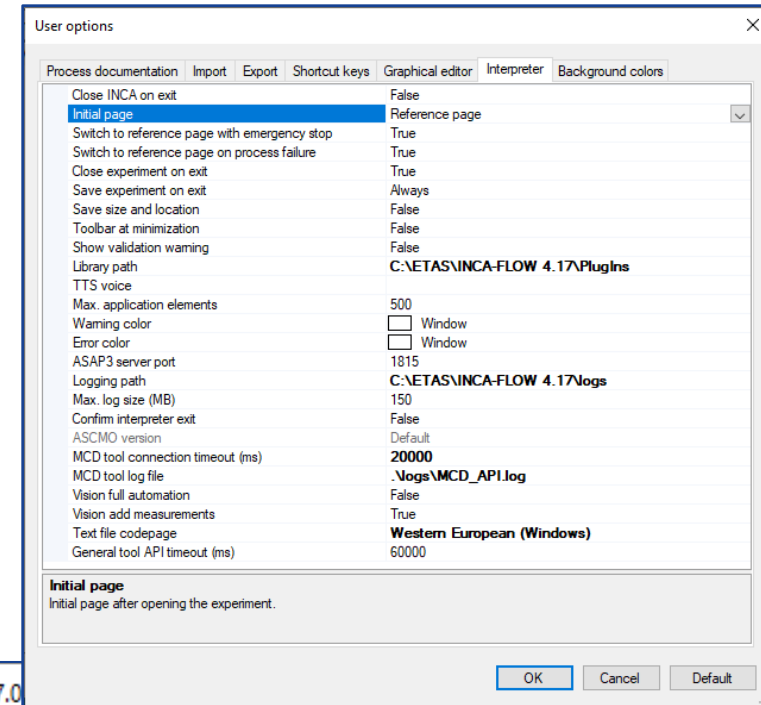 User options
Process documentation Import Export Shortcut keys Graphical editor Interpreter Background colors
Close INCA on exit False
Initial page Reference page
Switch to reference page with emergency stop True
Switch to reference page on process failure True
Close experiment on exit True
Save experiment on exit Always
Save size and location False
Toolbar at minimization False
Show validation warning False
Library path C:\ETAS\INCA-FLOW 4.17\PlugIns
TTS voice
Max. application elements 500
Warning color Window
Error color Window
ASAP3 server port 1815
Logging path C:\ETAS\INCA-FLOW 4.17\logs
Max. log size (MB) 150
Confirm interpreter exit False
ASCMO version Default
MCD tool connection timeout (ms) 20000
MCD tool log file .\logs\MCD_API.log
Vision full automation False
Vision add measurements True
Text file codepage Western European (Windows)
General tool API timeout (ms) 60000
Initial page
Initial page after opening the experiment.
OK Cancel Default
7.0